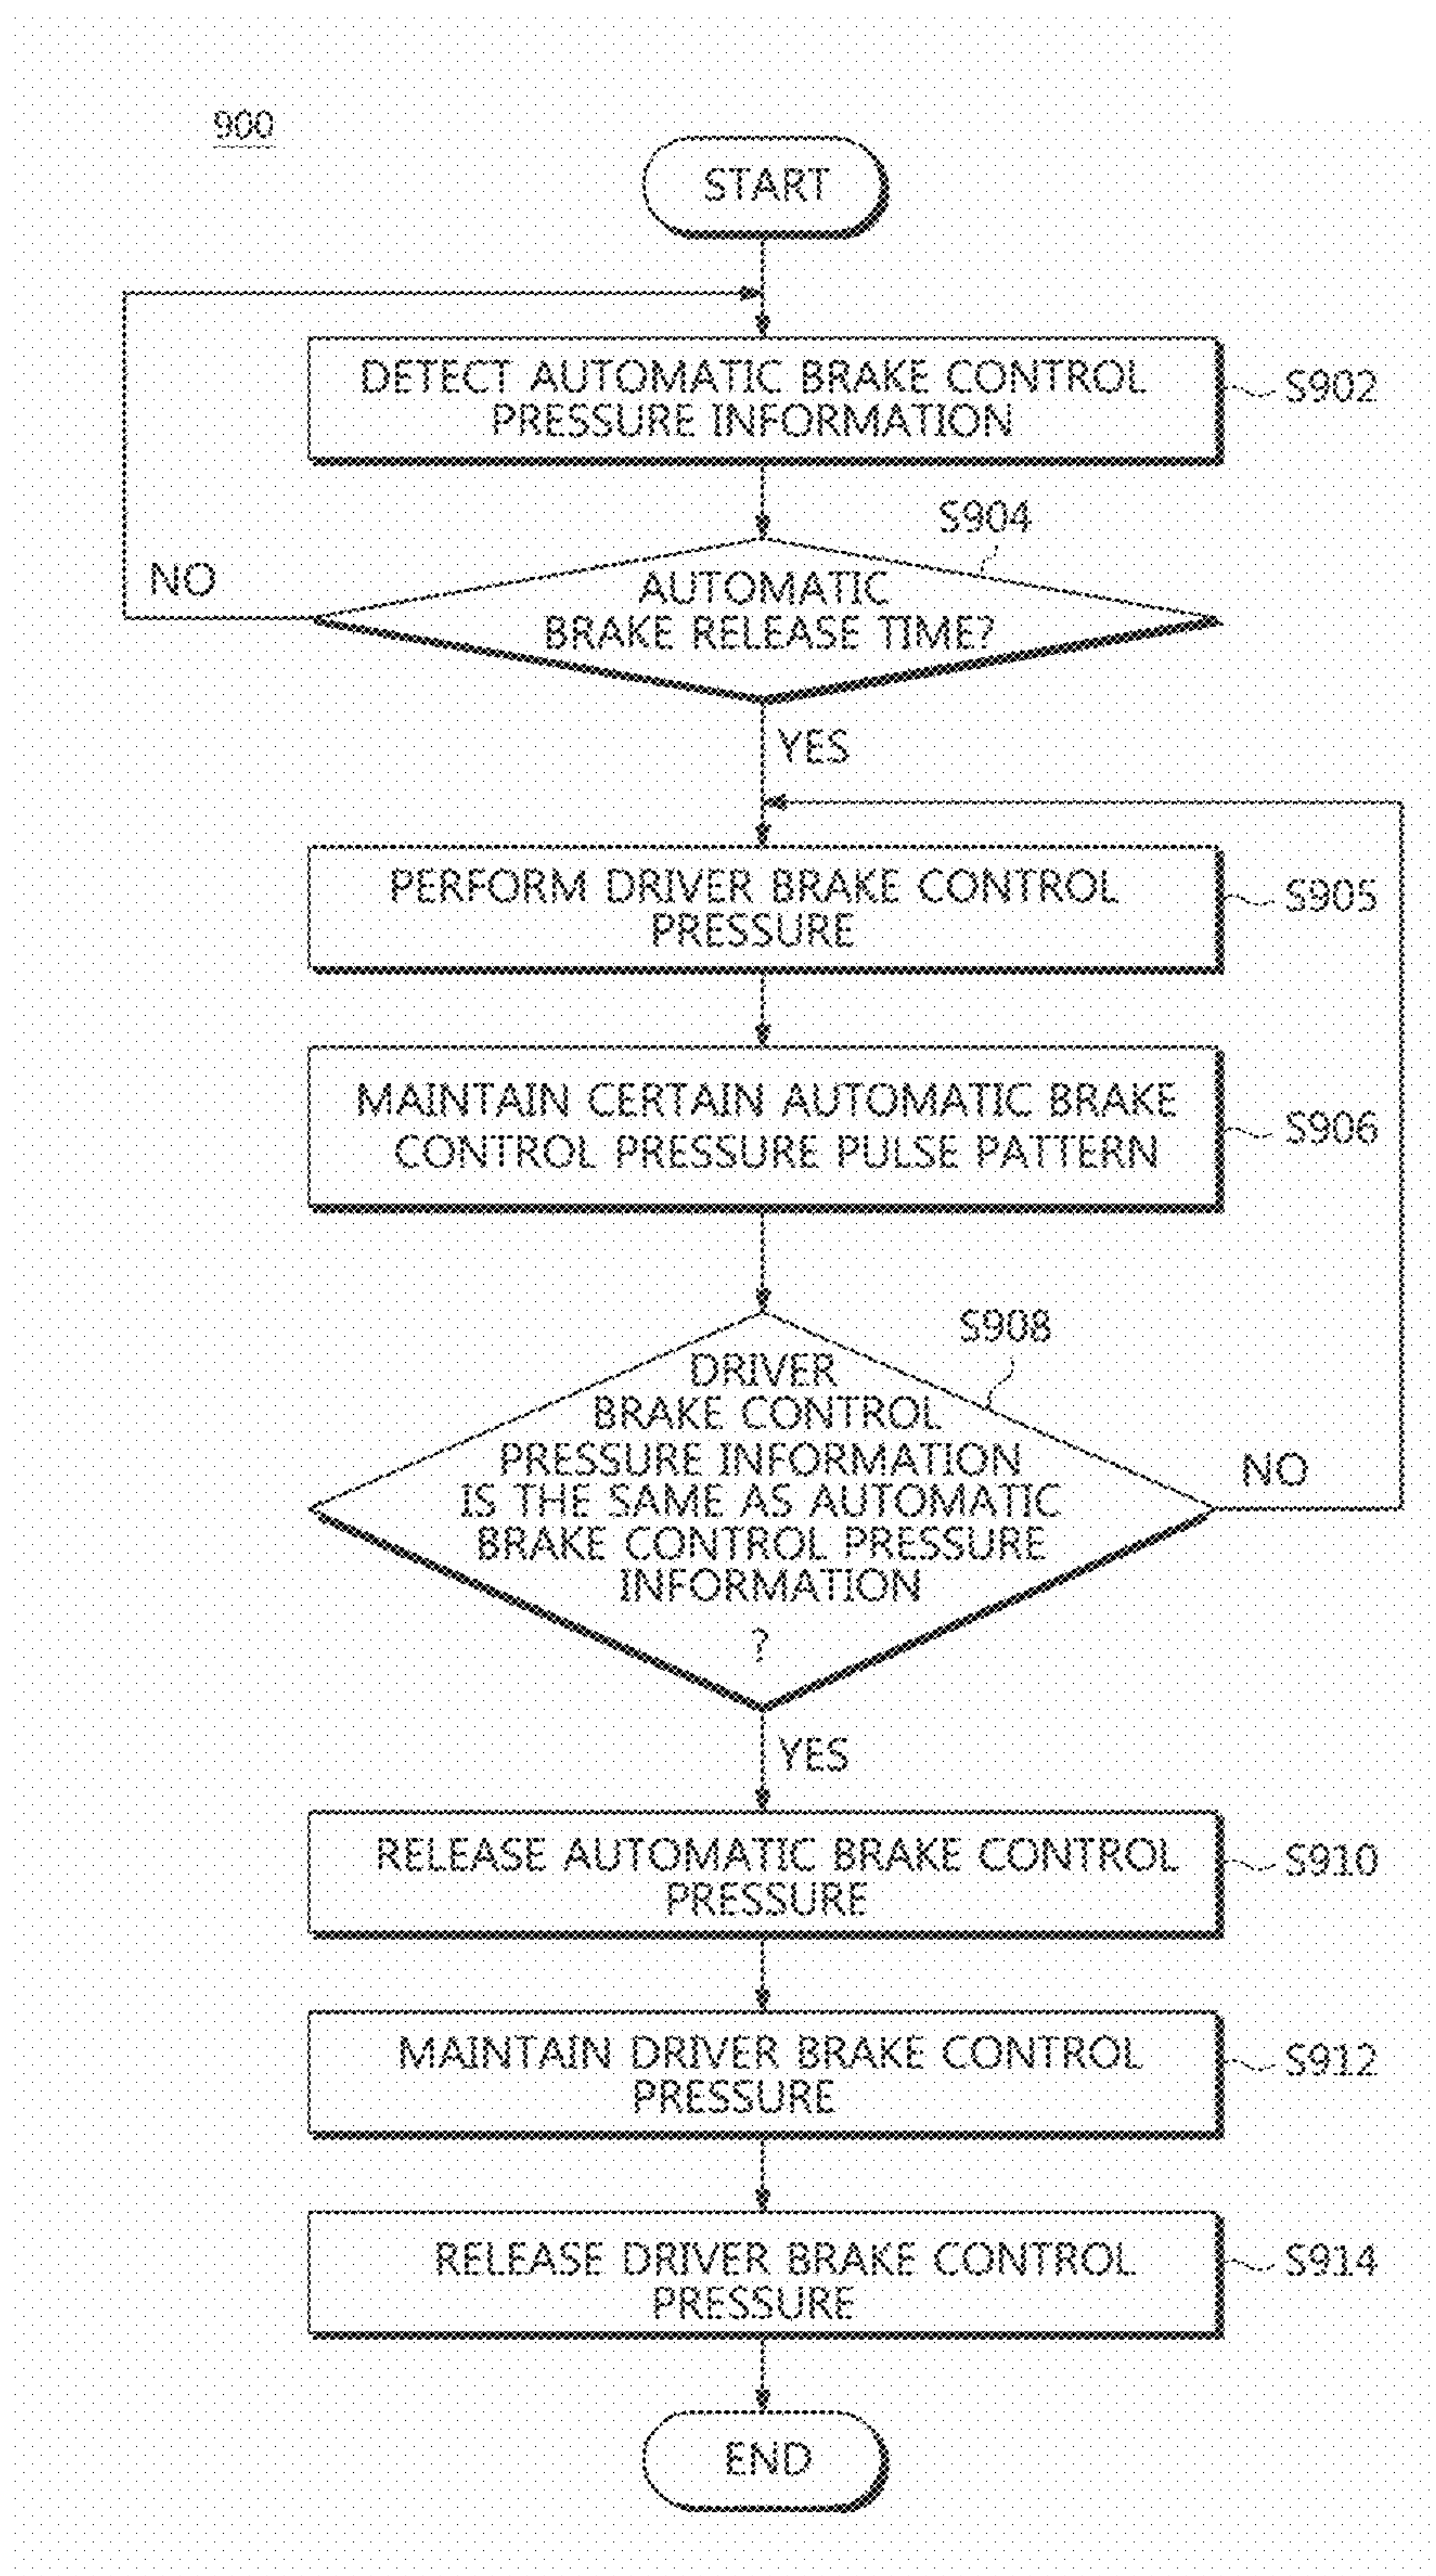 900
START
DETECT AUTOMATIC BRAKE CONTROL
PRESSURE INFORMATION
S902
S904
AUTOMATIC
BRAKE RELEASE TIME?
NO
YES
PERFORM DRIVER BRAKE CONTROL
PRESSURE
S905
MAINTAIN CERTAIN AUTOMATIC BRAKE
CONTROL PRESSURE PULSE PATTERN
S906
S908
DRIVER
BRAKE CONTROL
PRESSURE INFORMATION
IS THE SAME AS AUTOMATIC
BRAKE CONTROL PRESSURE
INFORMATION
?
NO
YES
RELEASE AUTOMATIC BRAKE CONTROL
PRESSURE
S910
MAINTAIN DRIVER BRAKE CONTROL
PRESSURE
S912
RELEASE DRIVER BRAKE CONTROL
PRESSURE
S914
END